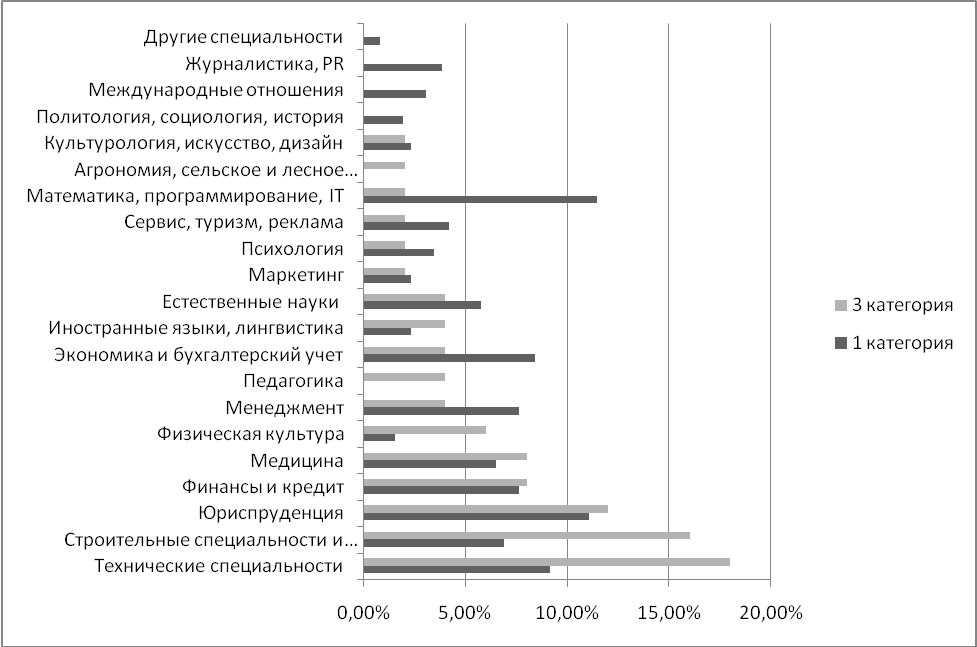 Другие специальности
Журналистика, PR
Международные отношения
Политология, социология, история
Культурология, искусство, дизайн
Агрономия, сельское и лесное...
Математика, программирование, IT
Сервис, туризм, реклама
Психология
Маркетинг
Естественные науки
Иностранные языки, лингвистика
Экономика и бухгалтерский учет
Педагогика
Менеджмент
Физическая культура
Медицина
Финансы и кредит
Юриспруденция
Строительные специальности и...
Технические специальности
0,00% 5,00% 10,00% 15,00% 20,00%
3 категория
1 категория